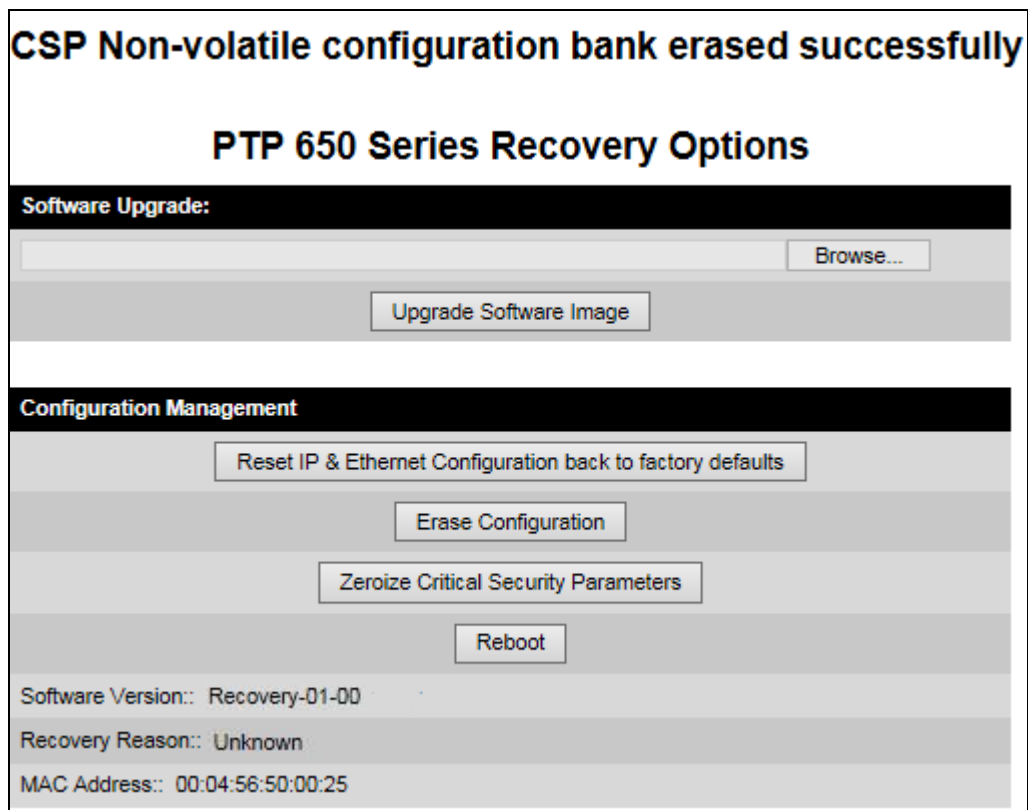 CSP Non-volatile configuration bank erased successfully
PTP 650 Series Recovery Options
Software Upgrade:
Browse...
Upgrade Software Image
Configuration Management
Reset IP & Ethernet Configuration back to factory defaults
Erase Configuration
Zeroize Critical Security Parameters
Reboot
Software Version:: Recovery-01-00
Recovery Reason:: Unknown
MAC Address:: 00:04:56:50:00:25